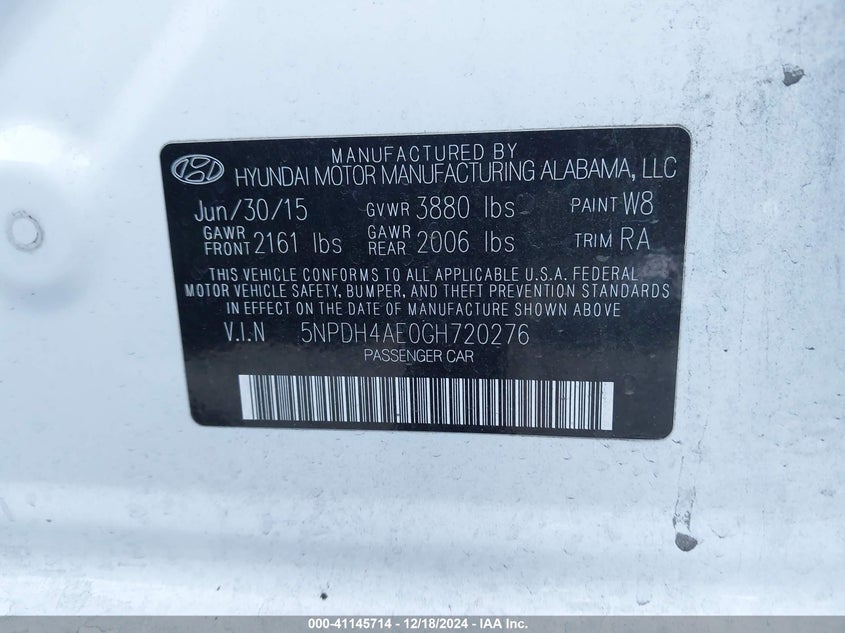 MANUFACTURED BY
HYUNDAI MOTOR MANUFACTURING ALABAMA, LLC
Jun/30/15 GVWR 3880 lbs PAINT W8
GAWR FRONT 2161 lbs GAWR REAR 2006 lbs TRIM RA
THIS VEHICLE CONFORMS TO ALL APPLICABLE U.S.A. FEDERAL
MOTOR VEHICLE SAFETY, BUMPER, AND THEFT PREVENTION STANDARDS
IN EFFECT ON THE DATE OF MANUFACTURE SHOWN ABOVE
V.I.N 5NPDH4AE0GH720276
PASSENGER CAR
000-41145714 - 12/18/2024 - IAA Inc.